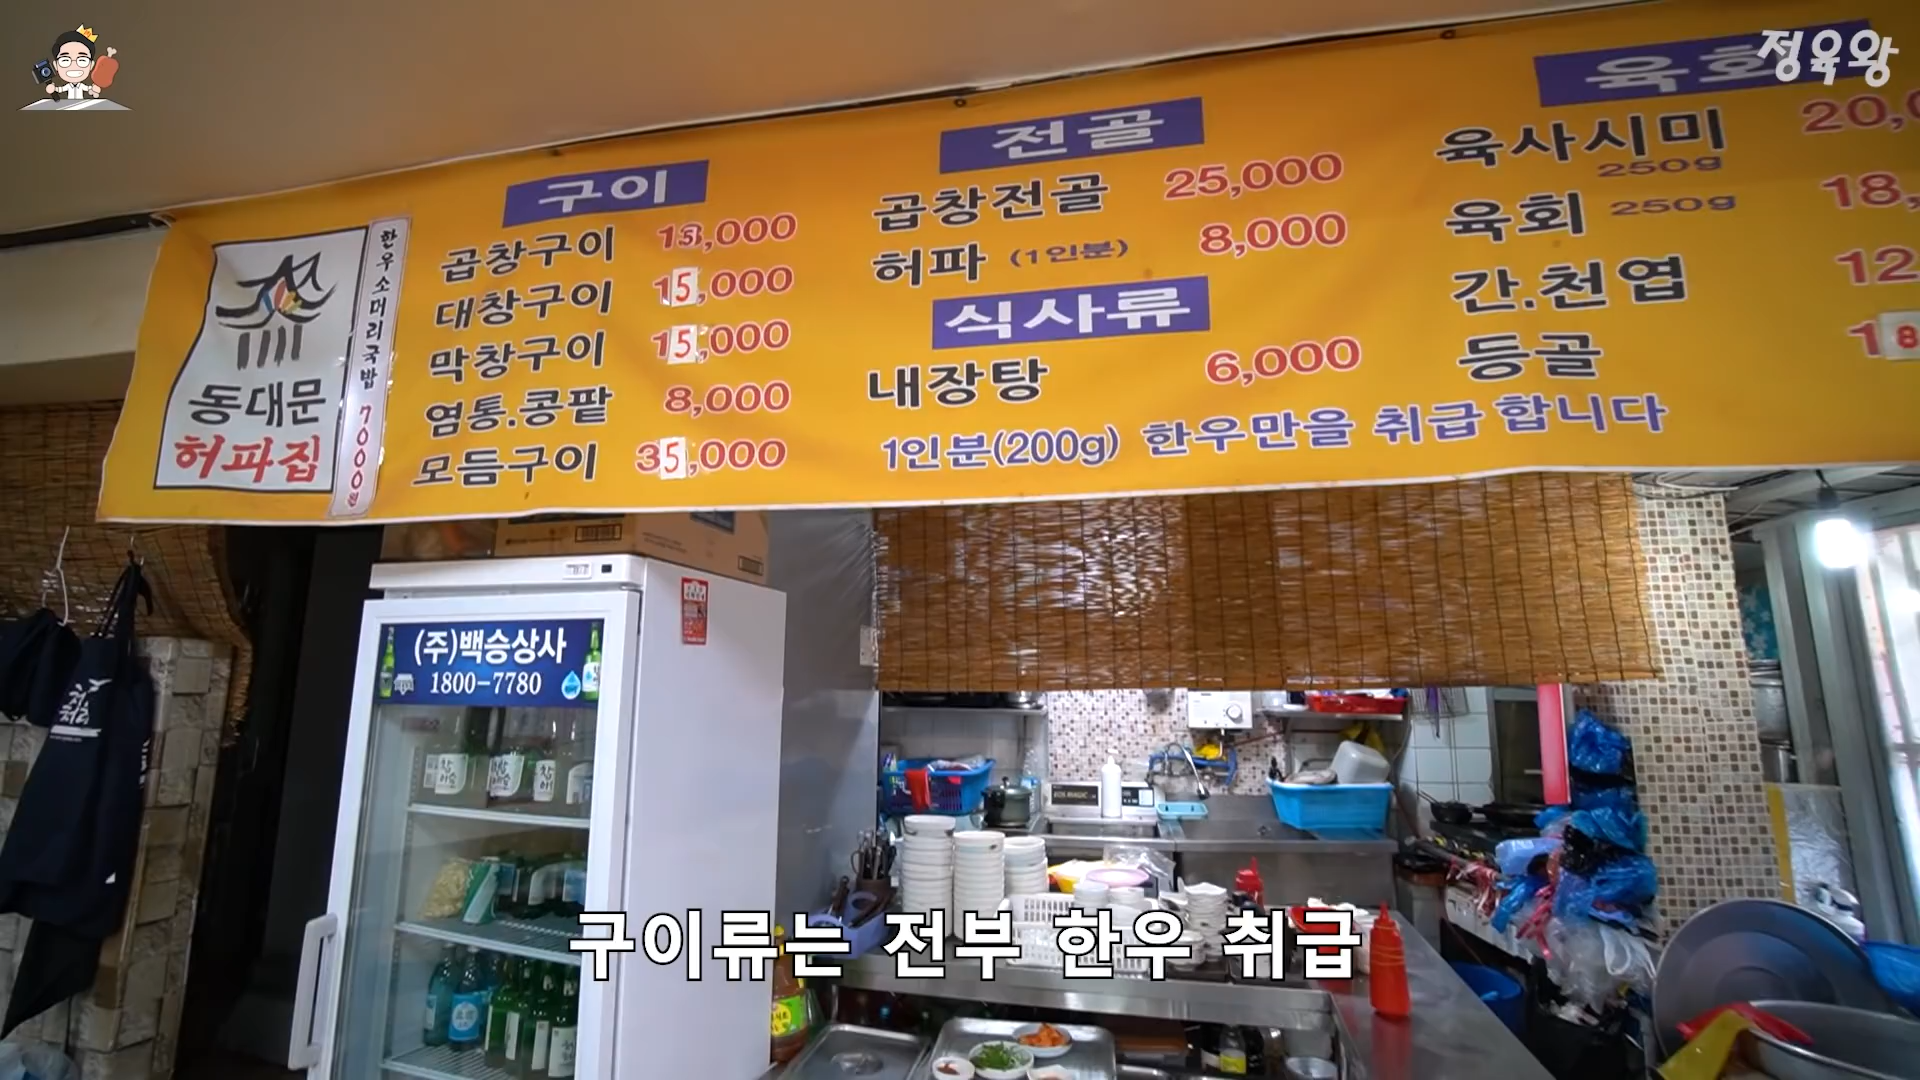 정육왕
한우소머리국밥 7000원
동대문
허파집
구이
곱창구이 13,000
대창구이 15,000
막창구이 15,000
염통.콩팥 8,000
모듬구이 35,000
전골
곱창전골 25,000
허파 (1인분) 8,000
식사류
내장탕 6,000
1인분(200g) 한우만을 취급합니다
육회
육사시미 20,0
250g
육회 250g 18,
간.천엽 12
등골 18
(주)백승상사
1800-7780
구이류는 전부 한우 취급